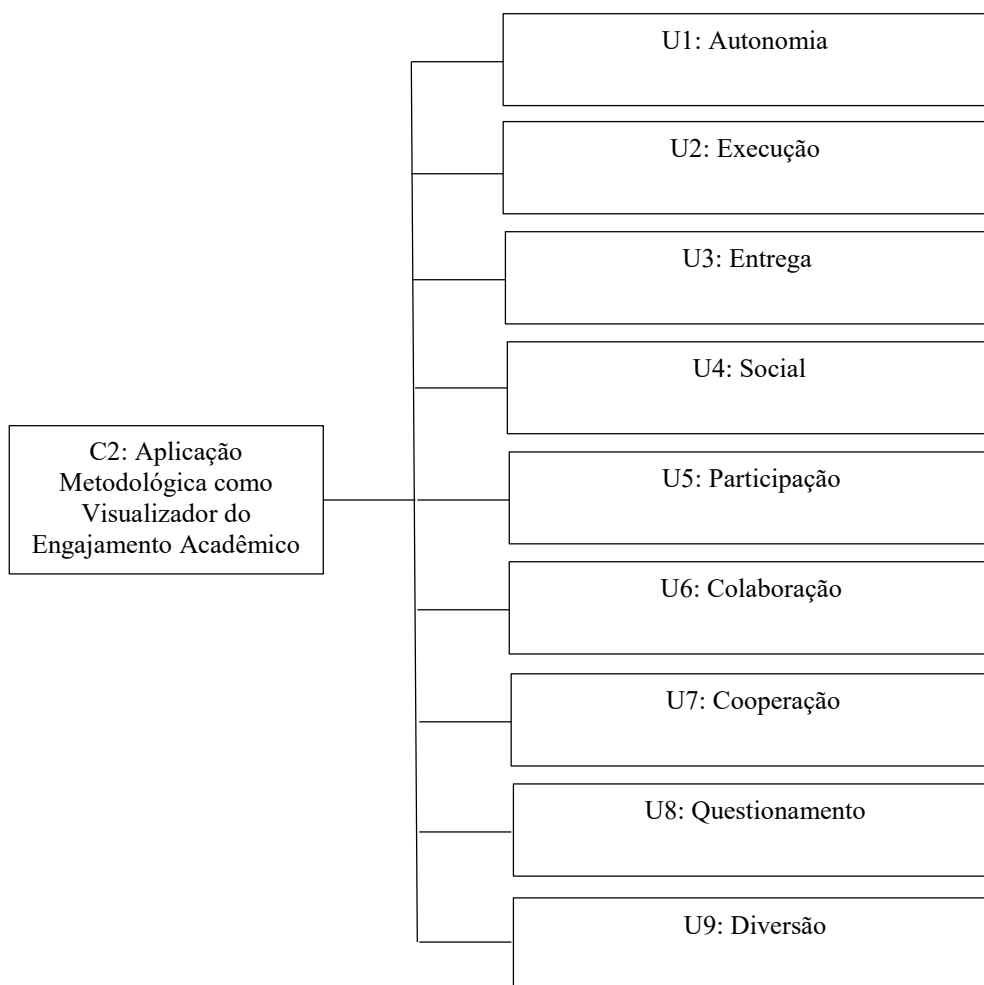 U1: Autonomia
U2: Execução
U3: Entrega
U4: Social
C2: Aplicação
Metodológica como
Visualizador do
Engajamento Acadêmico
U5: Participação
U6: Colaboração
U7: Cooperação
U8: Questionamento
U9: Diversão